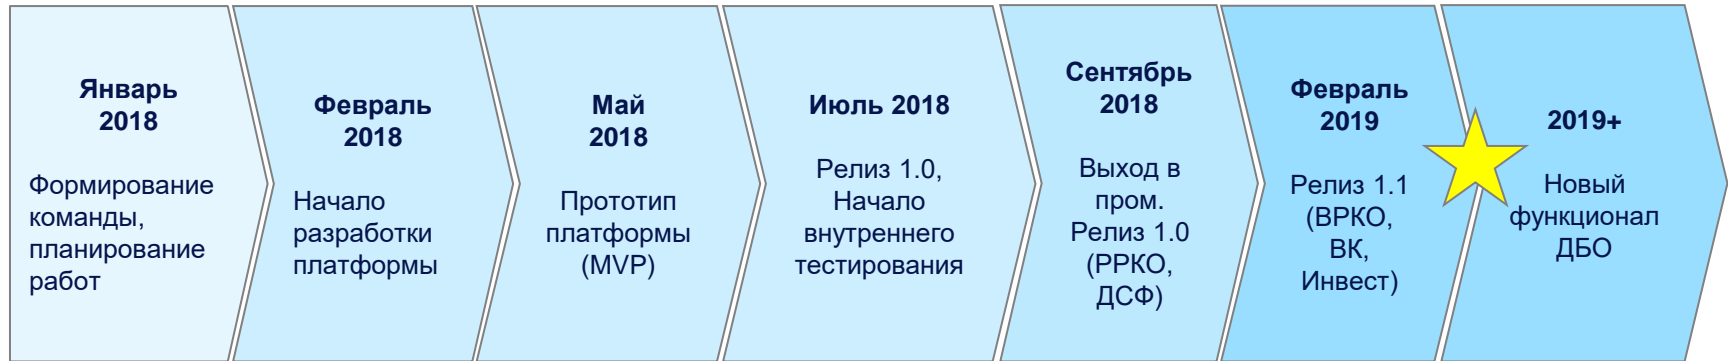 Январь
2018
Формирование
команды,
планирование
работ
Февраль
2018
Начало
разработки
платформы
Май
2018
Прототип
платформы
(MVP)
Июль 2018
Релиз 1.0,
Начало
внутреннего
тестирования
Сентябрь
2018
Выход в
пром.
Релиз 1.0
(РРКО,
ДСФ)
Февраль
2019
Релиз 1.1
(ВРКО,
ВК,
Инвест)
2019+
Новый
функционал
ДБО